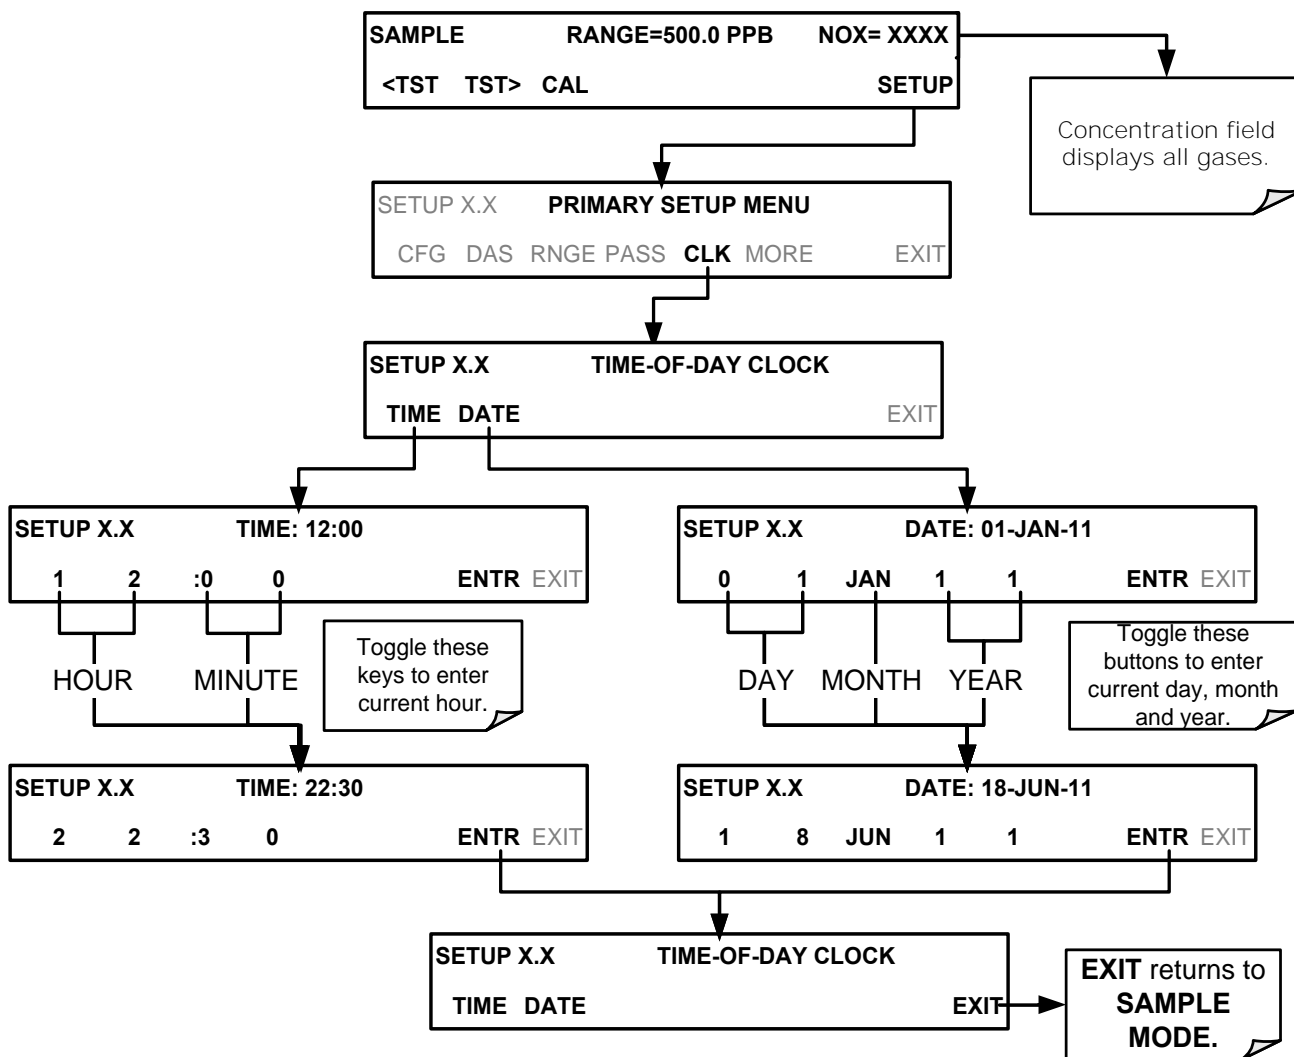 SAMPLE RANGE=500.0 PPB NOX= XXXX
<TST TST> CAL SETUP
Concentration field
displays all gases.
SETUP X.X PRIMARY SETUP MENU
CFG DAS RNGE PASS CLK MORE EXIT
SETUP X.X TIME-OF-DAY CLOCK
TIME DATE EXIT
SETUP X.X TIME: 12:00
1 2 :0 0 ENTR EXIT
HOUR MINUTE
Toggle these
keys to enter
current hour.
SETUP X.X DATE: 01-JAN-11
0 1 JAN 1 1 ENTR EXIT
DAY MONTH YEAR
Toggle these
buttons to enter
current day, month
and year.
SETUP X.X TIME: 22:30
2 2 :3 0 ENTR EXIT
SETUP X.X DATE: 18-JUN-11
1 8 JUN 1 1 ENTR EXIT
SETUP X.X TIME-OF-DAY CLOCK
TIME DATE EXIT
EXIT returns to
SAMPLE
MODE.